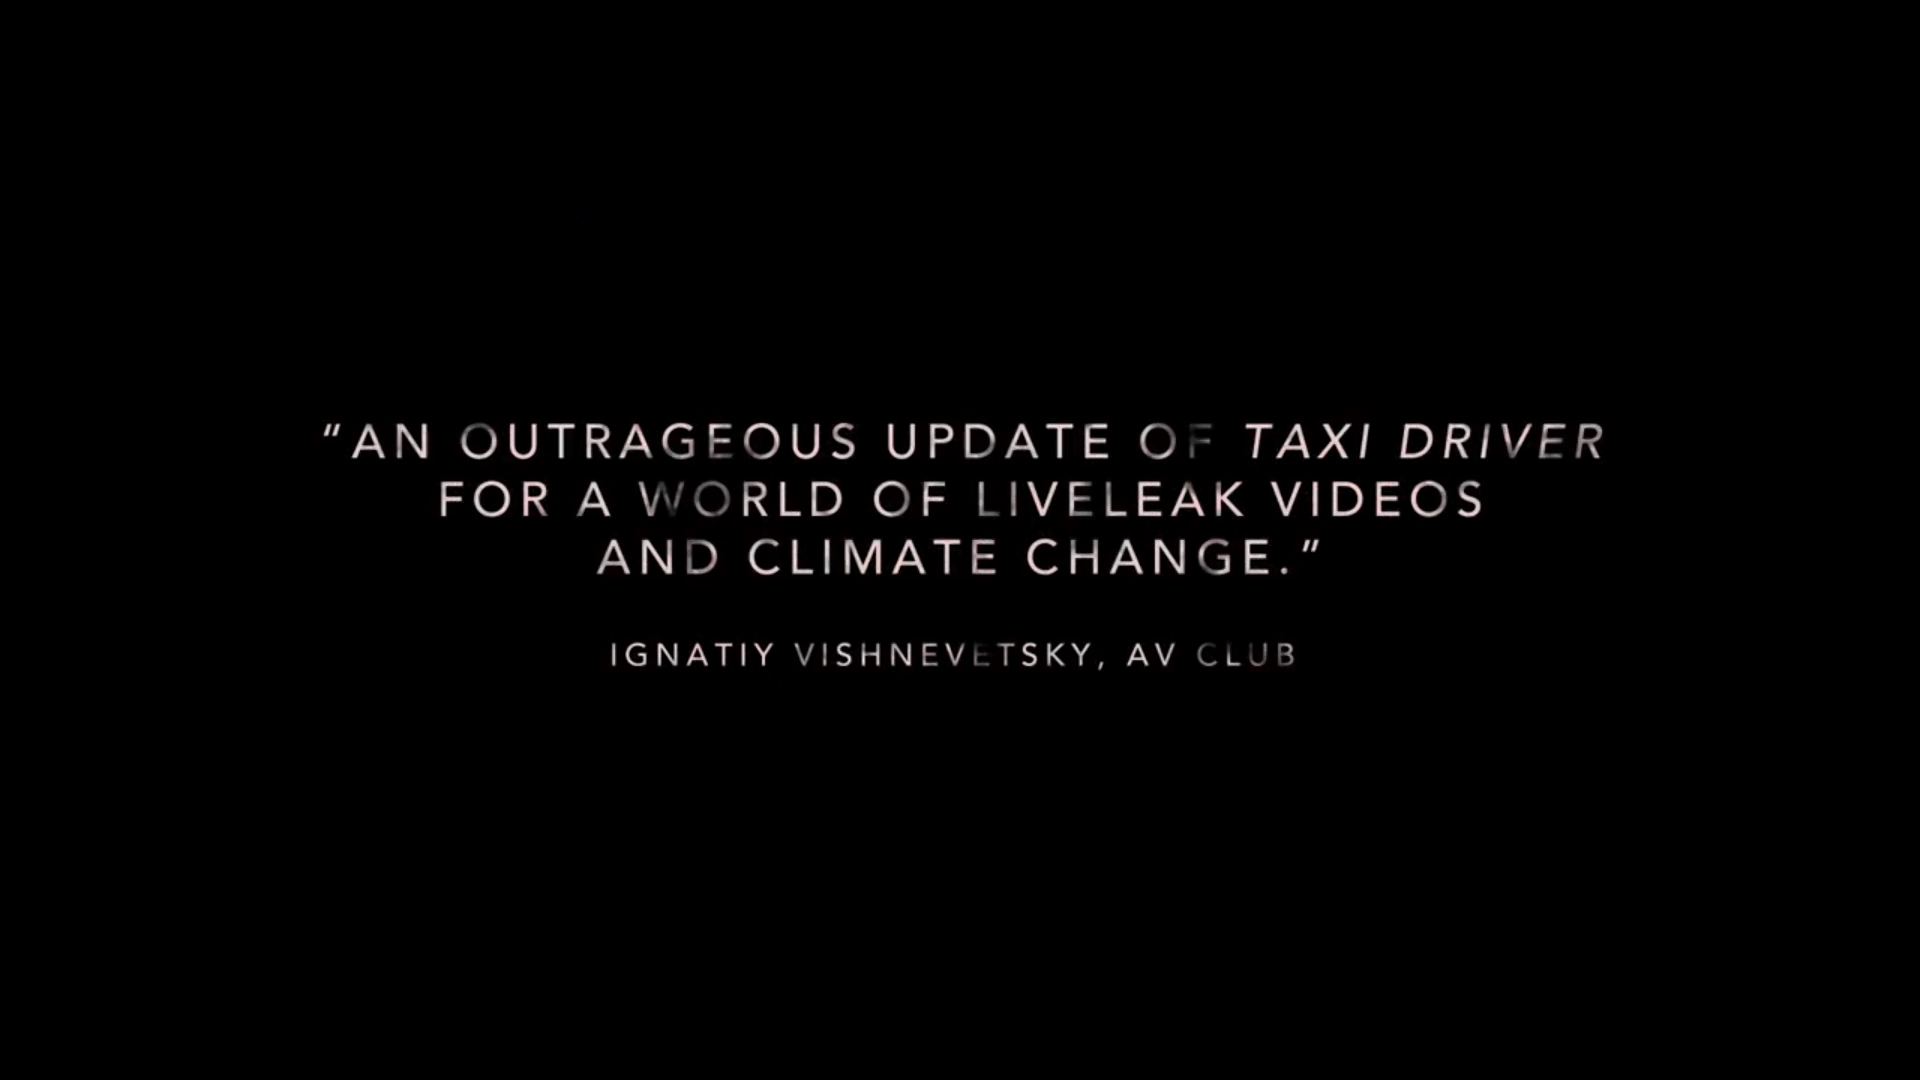 “AN OUTRAGEOUS UPDATE OF TAXI DRIVER
FOR A WORLD OF LIVELEAK VIDEOS
AND CLIMATE CHANGE.”
IGNATIY VISHNEVETSKY, AV CLUB